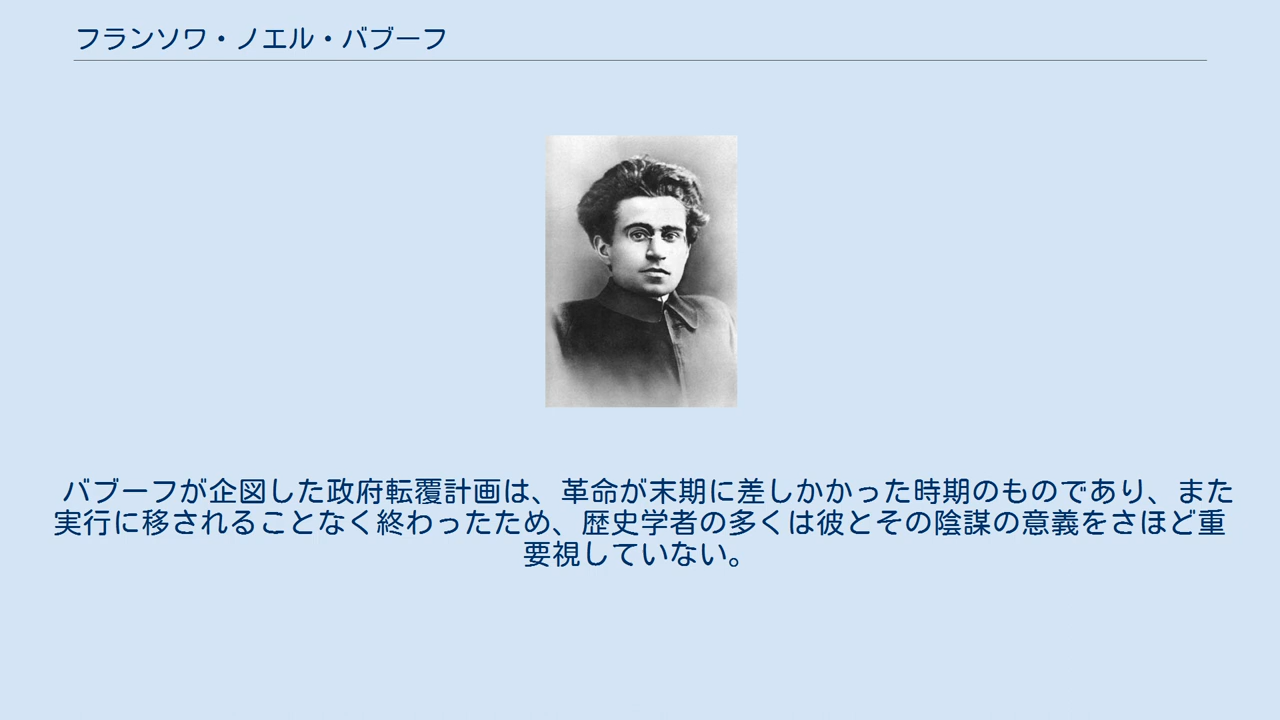 フランソワ・ノエル・バブーフ
バブーフが企図した政府転覆計画は、革命が末期に差しかかった時期のものであり、また
実行に移されることなく終わったため、歴史学者の多くは彼とその陰謀の意義をさほど重
要視していない。